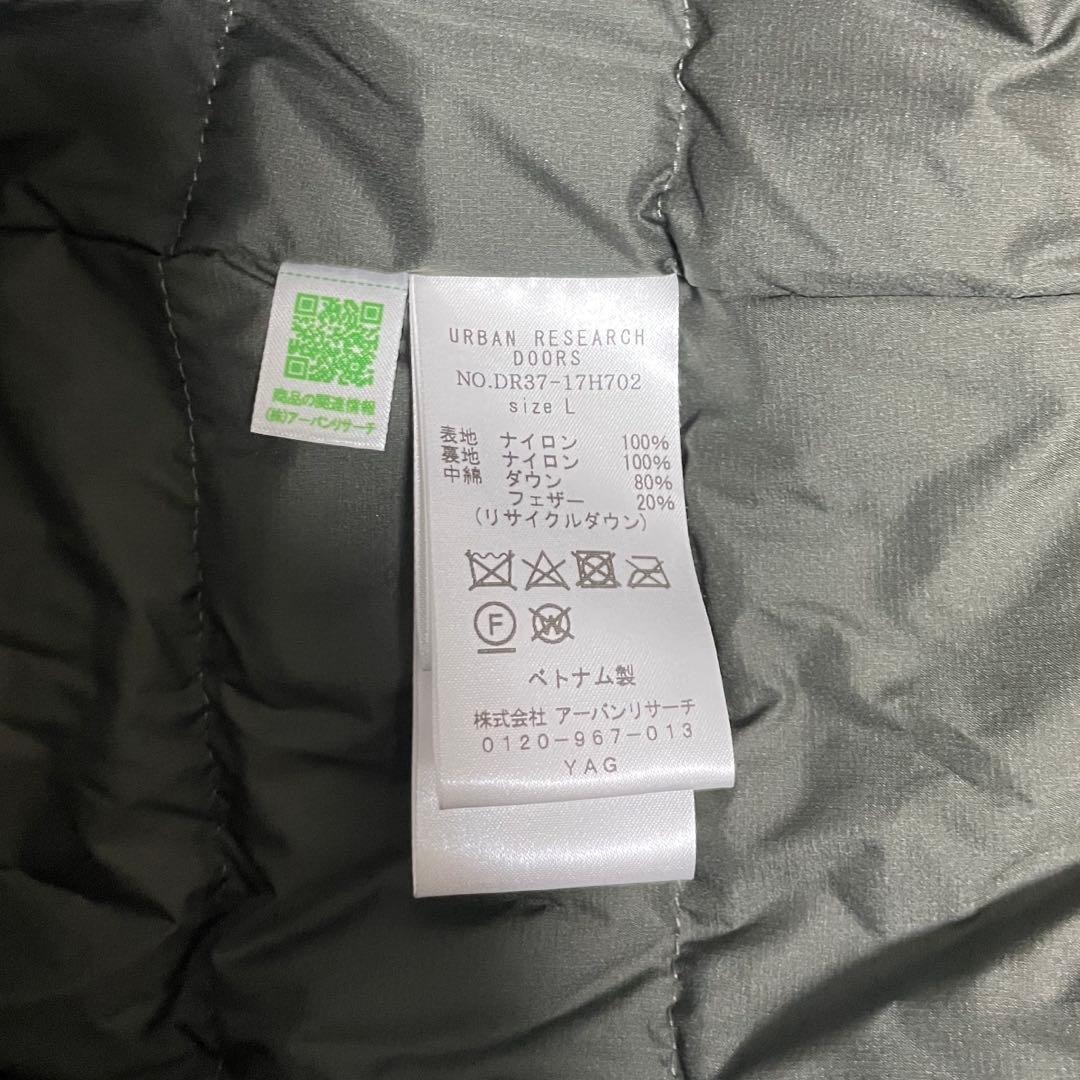 商品の関連情報
(株)アーバンリサーチ
URBAN RESEARCH
DOORS
NO.DR37-17H702
size L
表地 ナイロン 100%
裏地 ナイロン 100%
中綿 ダウン 80%
フェザー 20%
(リサイクルダウン)
F W
ベトナム製
株式会社 アーバンリサーチ
0120-967-013
YAG